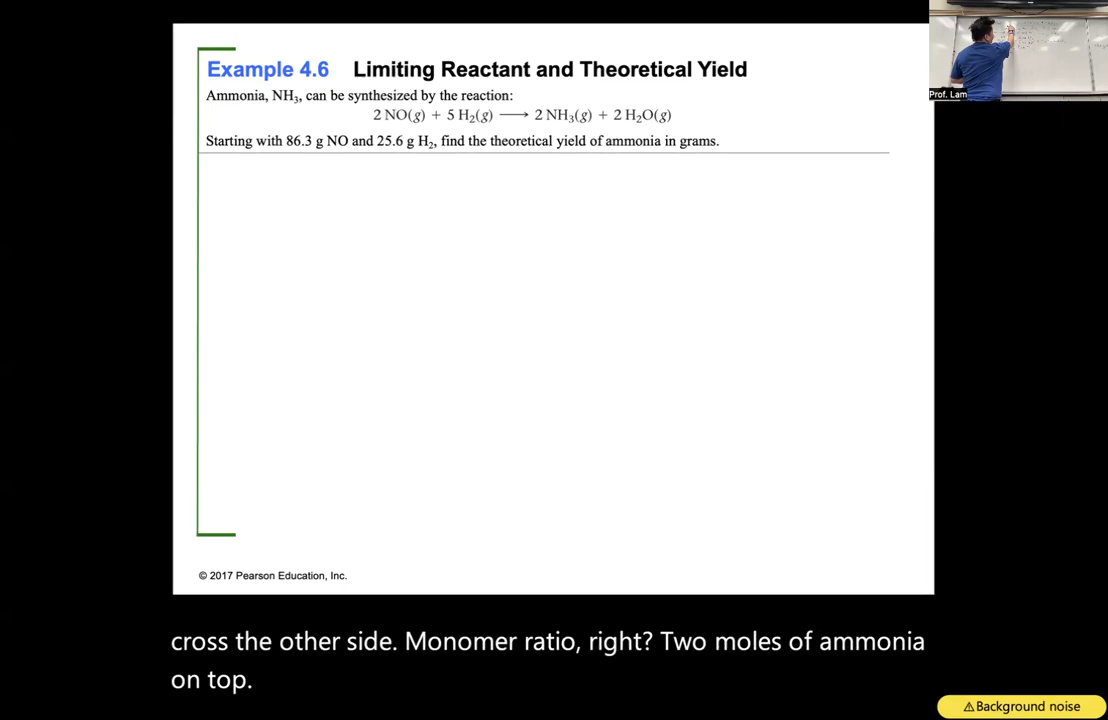 Example 4.6 Limiting Reactant and Theoretical Yield
Ammonia, NH₃, can be synthesized by the reaction:
2 NO(g) + 5 H₂(g) ⟶ 2 NH₃(g) + 2 H₂O(g)
Starting with 86.3 g NO and 25.6 g H₂, find the theoretical yield of ammonia in grams.
© 2017 Pearson Education, Inc.
Prof. Lam
cross the other side. Monomer ratio, right? Two moles of ammonia
on top.
⚠Background noise